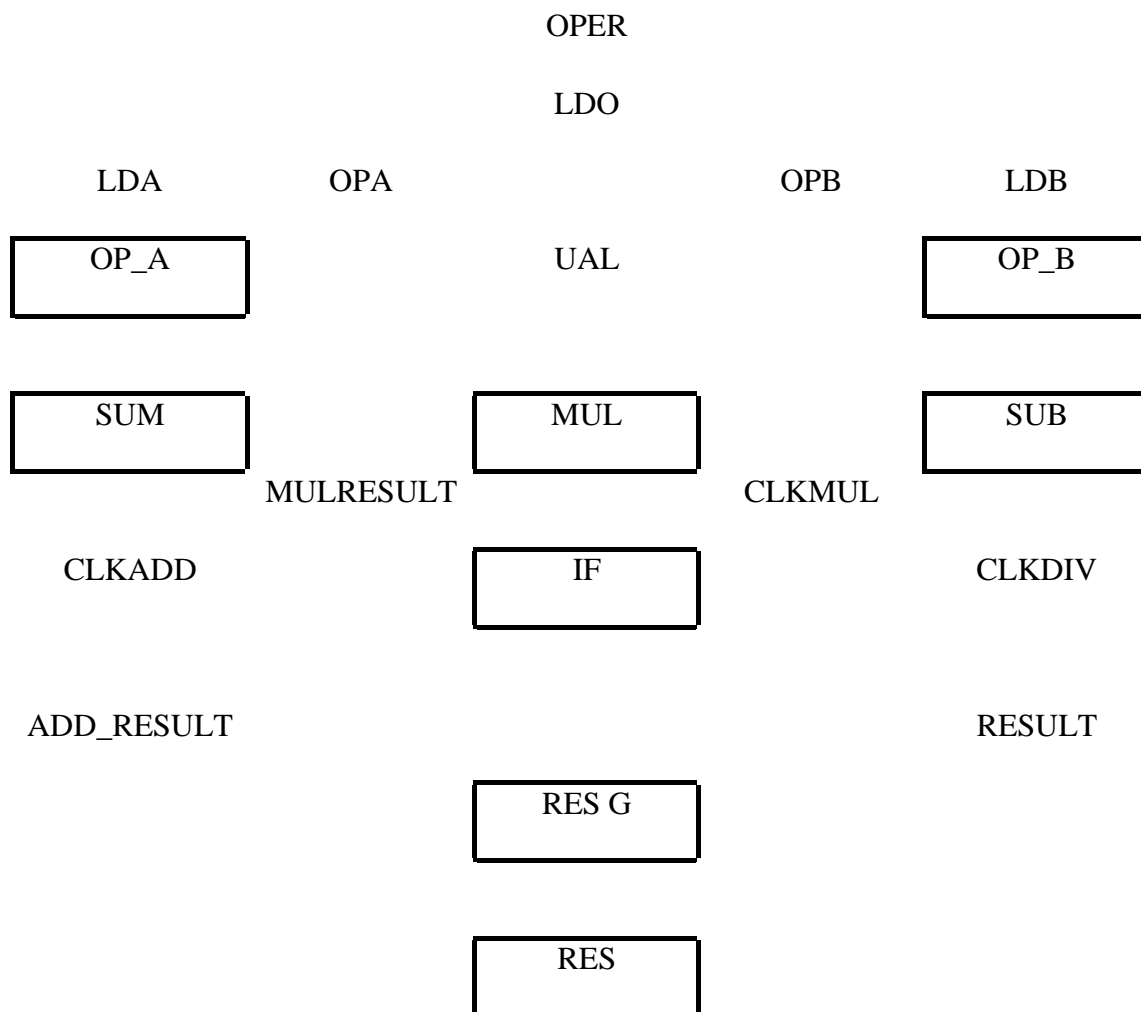 OPER
LDO
LDA OPA OPB LDB
OP_A UAL OP_B
SUM MUL SUB
MULRESULT CLKMUL
CLKADD IF CLKDIV
ADD_RESULT RESULT
RES G
RES